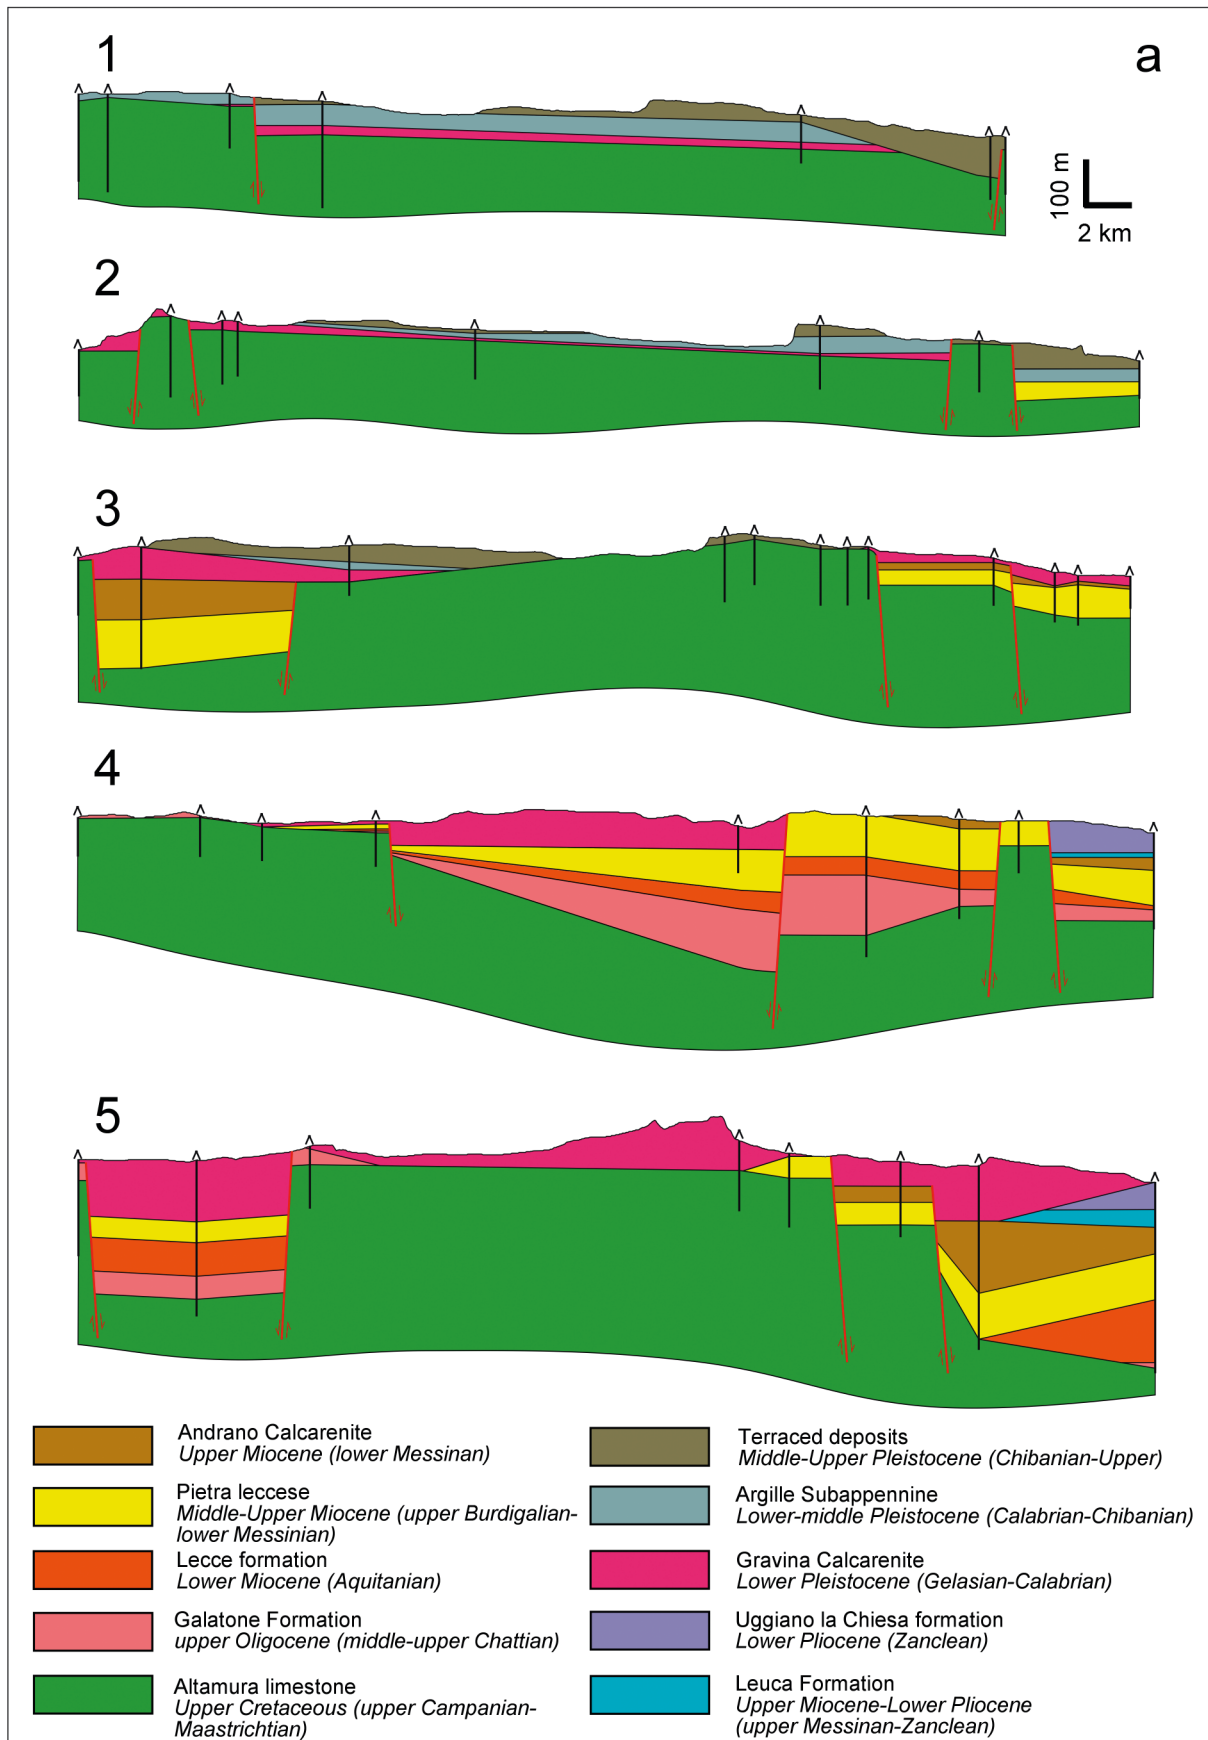 1
a
100 m
2 km
2
3
4
5
Andrano Calcarenite
Upper Miocene (lower Messinan)
Pietra leccese
Middle-Upper Miocene (upper Burdigalian-
lower Messinian)
Lecce formation
Lower Miocene (Aquitanian)
Galatone Formation
upper Oligocene (middle-upper Chattian)
Altamura limestone
Upper Cretaceous (upper Campanian-
Maastrichtian)
Terraced deposits
Middle-Upper Pleistocene (Chibanian-Upper)
Argille Subappennine
Lower-middle Pleistocene (Calabrian-Chibanian)
Gravina Calcarenite
Lower Pleistocene (Gelasian-Calabrian)
Uggiano la Chiesa formation
Lower Pliocene (Zanclean)
Leuca Formation
Upper Miocene-Lower Pliocene
(upper Messinan-Zanclean)